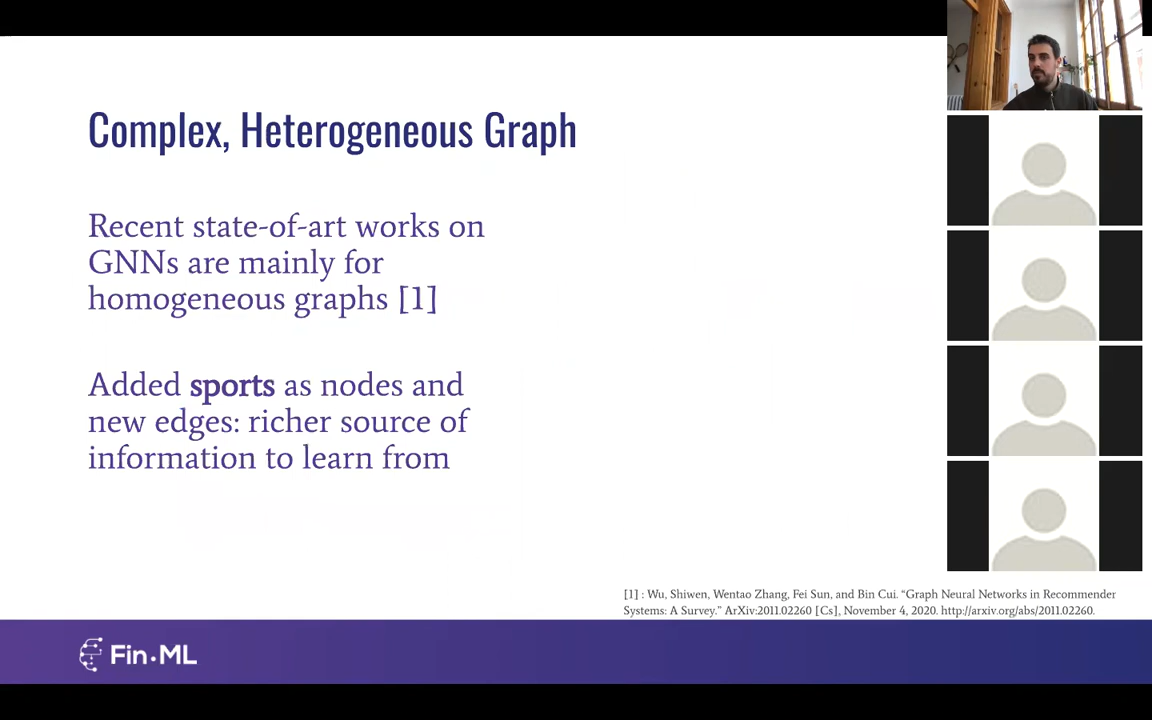 Complex, Heterogeneous Graph
Recent state-of-art works on
GNNs are mainly for
homogeneous graphs [1]
Added sports as nodes and
new edges: richer source of
information to learn from
[1] : Wu, Shiwen, Wentao Zhang, Fei Sun, and Bin Cui. “Graph Neural Networks in Recommender
Systems: A Survey.” ArXiv:2011.02260 [Cs], November 4, 2020. http://arxiv.org/abs/2011.02260.
Fin·ML